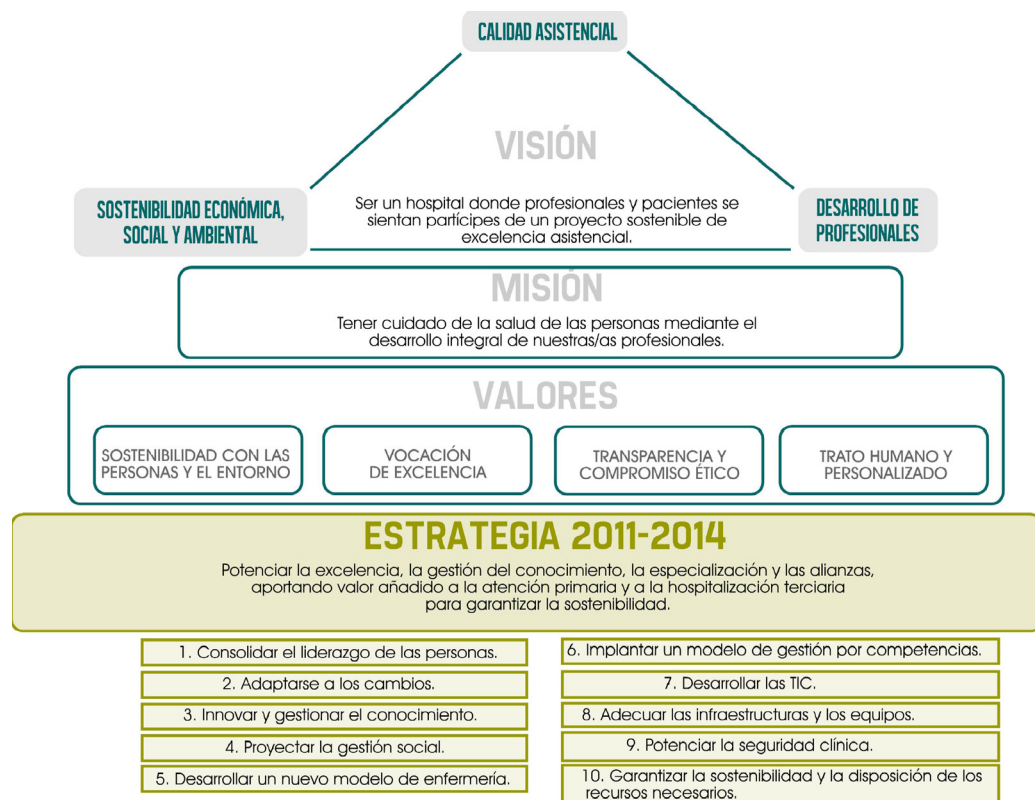 CALIDAD ASISTENCIAL
VISIÓN
SOSTENIBILIDAD ECONÓMICA,
SOCIAL Y AMBIENTAL
Ser un hospital donde profesionales y pacientes se
sientan partícipes de un proyecto sostenible de
excelencia asistencial.
DESARROLLO DE
PROFESIONALES
MISIÓN
Tener cuidado de la salud de las personas mediante el
desarrollo integral de nuestras/as profesionales.
VALORES
SOSTENIBILIDAD CON LAS
PERSONAS Y EL ENTORNO
VOCACIÓN
DE EXCELENCIA
TRANSPARENCIA Y
COMPROMISO ÉTICO
TRATO HUMANO Y
PERSONALIZADO
ESTRATEGIA 2011-2014
Potenciar la excelencia, la gestión del conocimiento, la especialización y las alianzas,
aportando valor añadido a la atención primaria y a la hospitalización terciaria
para garantizar la sostenibilidad.
1. Consolidar el liderazgo de las personas.
2. Adaptarse a los cambios.
3. Innovar y gestionar el conocimiento.
4. Proyectar la gestión social.
5. Desarrollar un nuevo modelo de enfermería.
6. Implantar un modelo de gestión por competencias.
7. Desarrollar las TIC.
8. Adecuar las infraestructuras y los equipos.
9. Potenciar la seguridad clínica.
10. Garantizar la sostenibilidad y la disposición de los
recursos necesarios.